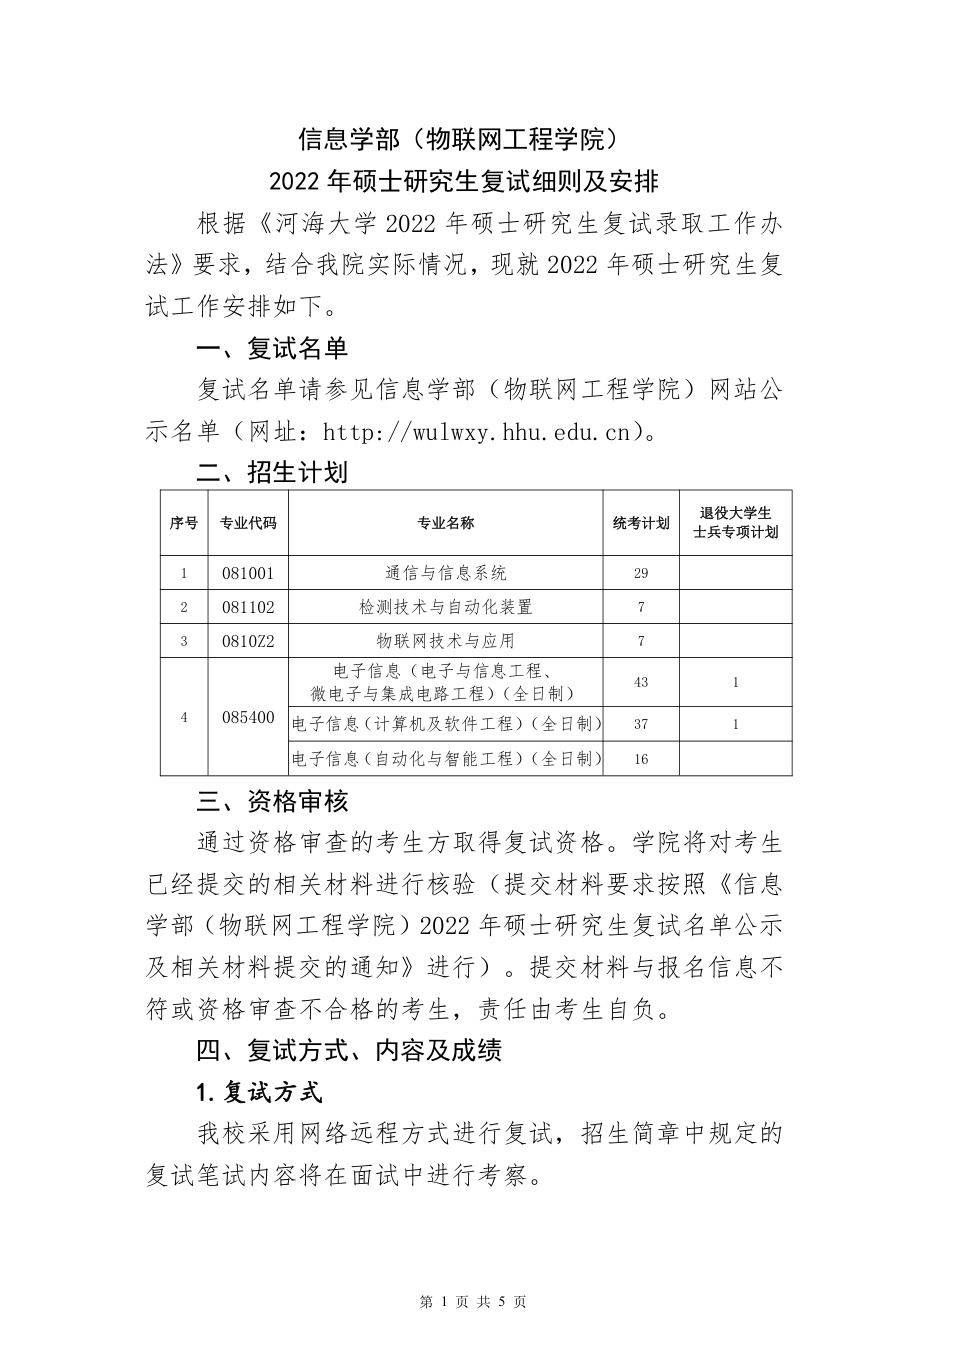 信息学部（物联网工程学院）
2022 年硕士研究生复试细则及安排
根据《河海大学 2022 年硕士研究生复试录取工作办
法》要求，结合我院实际情况，现就 2022 年硕士研究生复
试工作安排如下。
一、复试名单
复试名单请参见信息学部（物联网工程学院）网站公
示名单（网址：http://wulwxy.hhu.edu.cn）。
二、招生计划
序号 专业代码 专业名称 统考计划 退役大学生
士兵专项计划
1 081001 通信与信息系统 29
2 081102 检测技术与自动化装置 7
3 0810Z2 物联网技术与应用 7
4 085400 电子信息（电子与信息工程、
微电子与集成电路工程）（全日制） 43 1
电子信息（计算机及软件工程）（全日制） 37 1
电子信息（自动化与智能工程）（全日制） 16
三、资格审核
通过资格审查的考生方取得复试资格。学院将对考生
已经提交的相关材料进行核验（提交材料要求按照《信息
学部（物联网工程学院）2022 年硕士研究生复试名单公示
及相关材料提交的通知》进行）。提交材料与报名信息不
符或资格审查不合格的考生，责任由考生自负。
四、复试方式、内容及成绩
1.复试方式
我校采用网络远程方式进行复试，招生简章中规定的
复试笔试内容将在面试中进行考察。
第 1 页 共 5 页